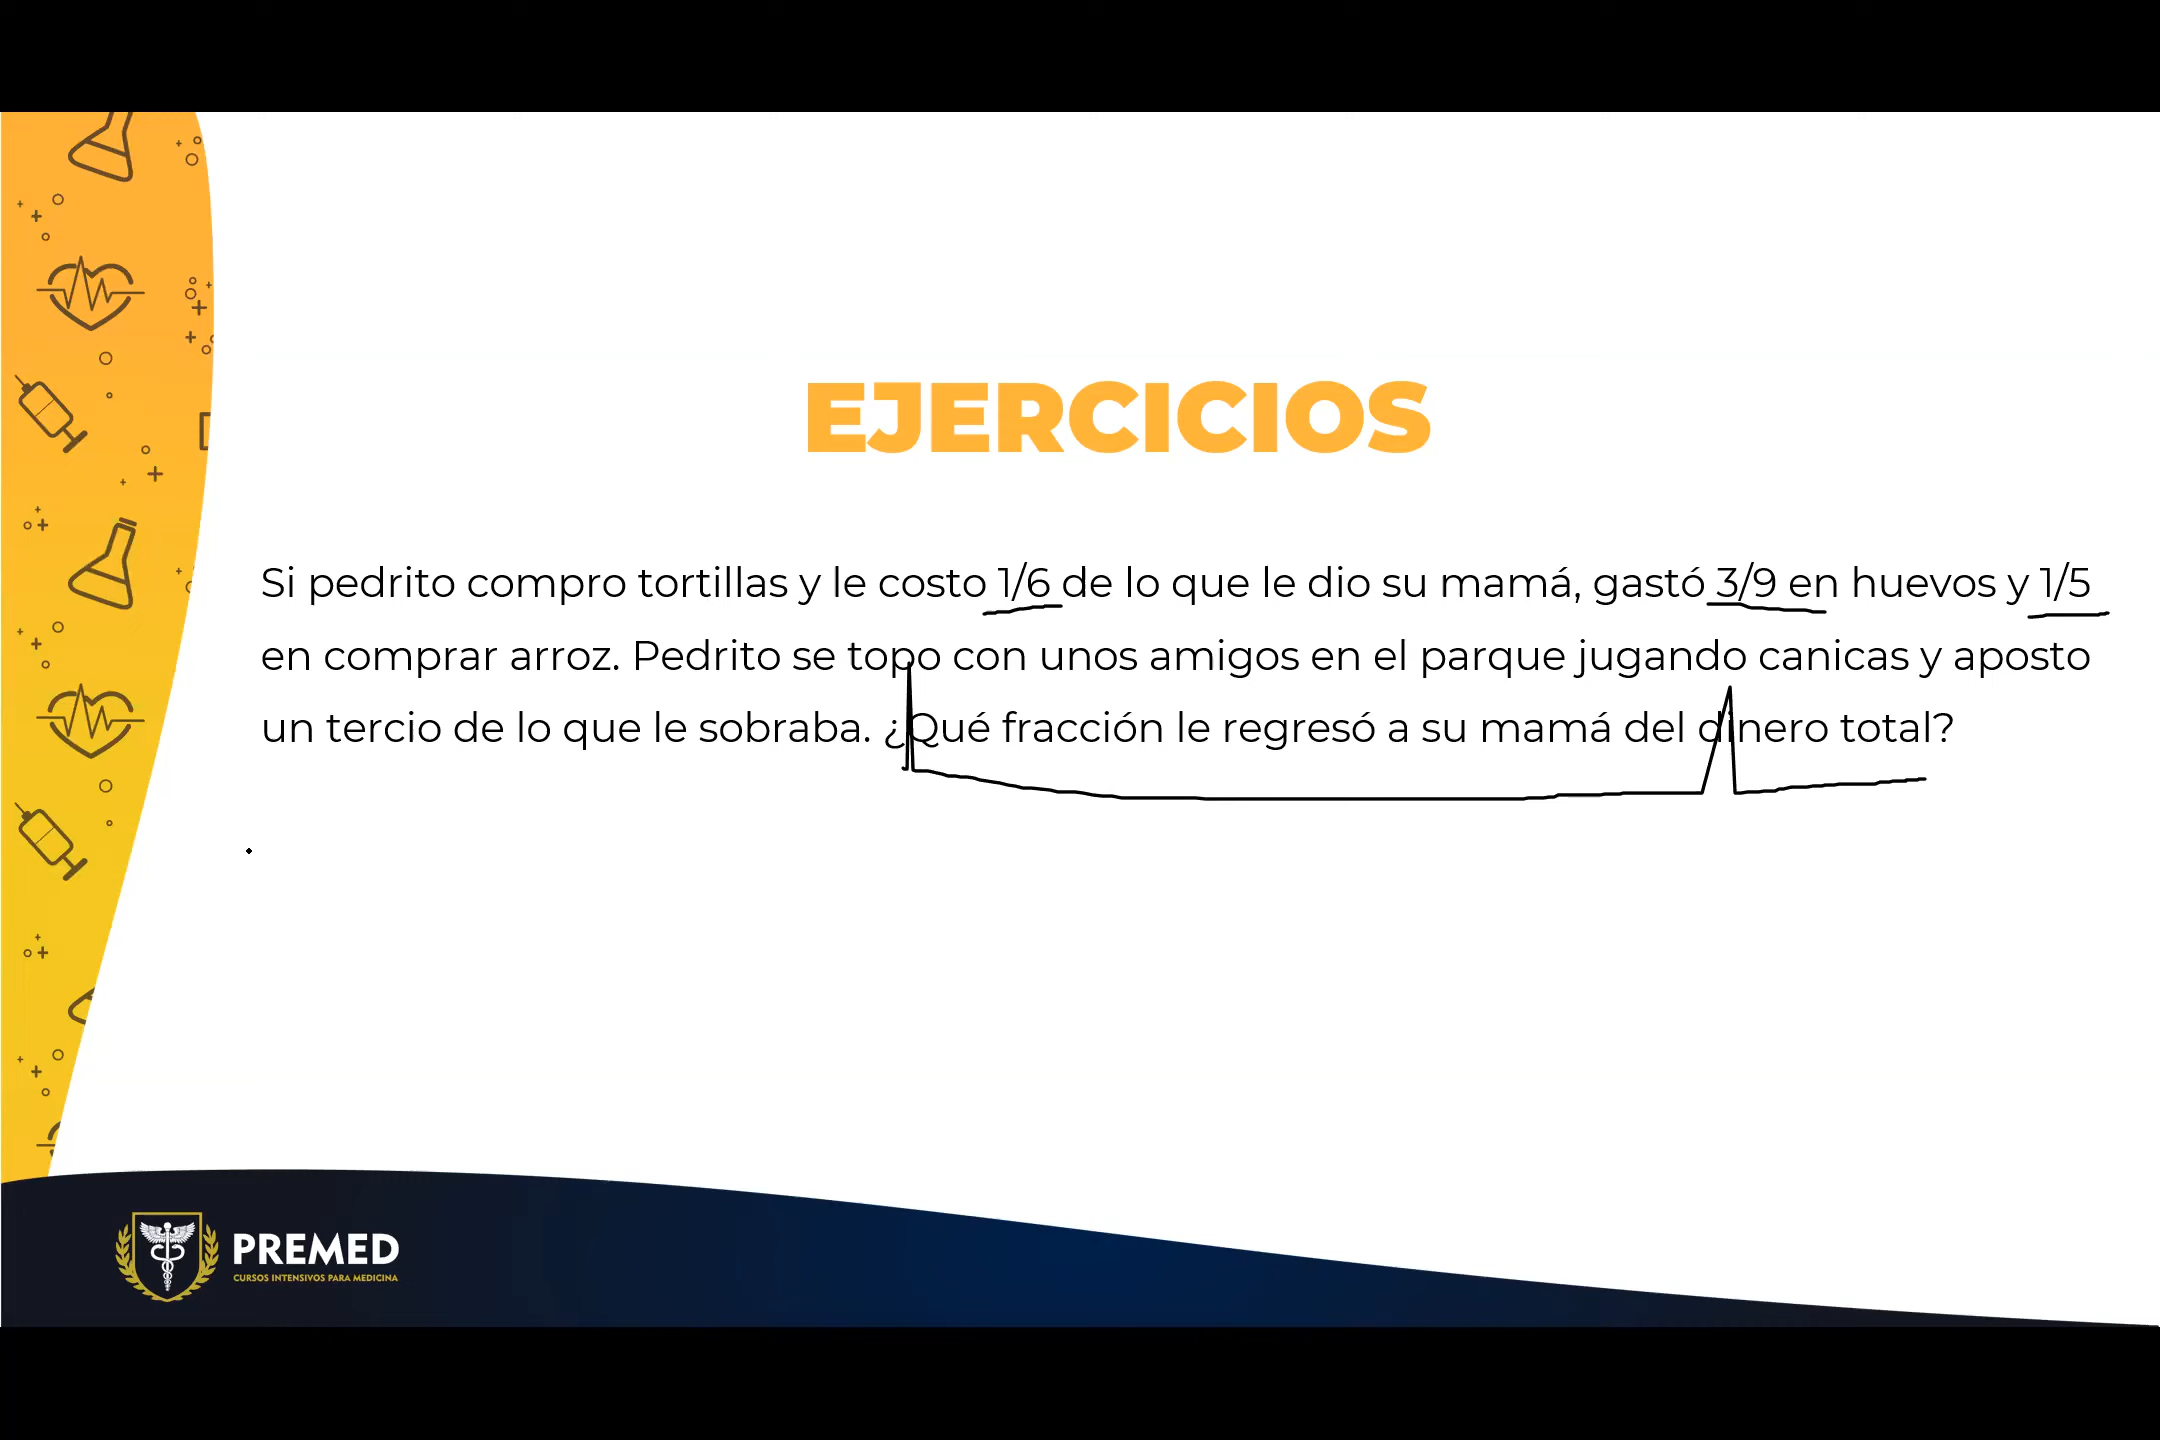 EJERCICIOS
Si pedrito compro tortillas y le costo 1/6 de lo que le dio su mamá, gastó 3/9 en huevos y 1/5
en comprar arroz. Pedrito se topo con unos amigos en el parque jugando canicas y aposto
un tercio de lo que le sobraba. ¿Qué fracción le regresó a su mamá del dinero total?
PREMED
CURSOS INTENSIVOS PARA MEDICINA